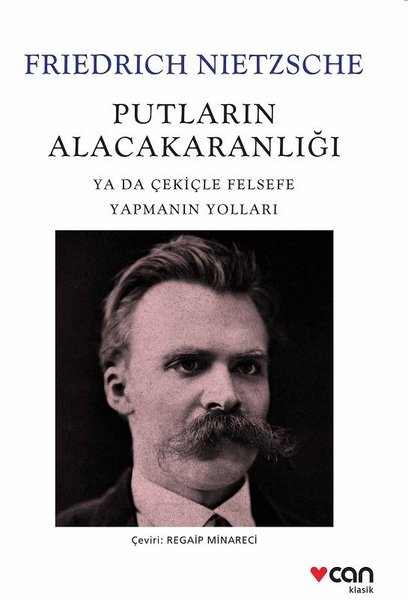 FRIEDRICH NIETZSCHE
PUTLARIN
ALACAKARANLIĞI
YA DA ÇEKİÇLE FELSEFE
YAPMANIN YOLLARI
Çeviri: REGAİP MİNARECİ
can
klasik